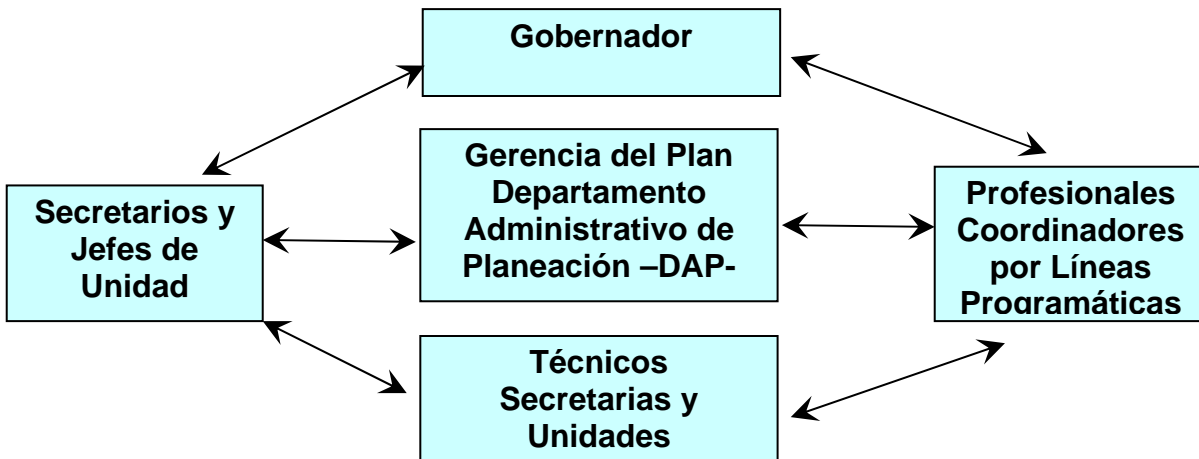 Gobernador
Gerencia del Plan
Departamento
Administrativo de
Planeación –DAP-
Secretarios y
Jefes de
Unidad
Profesionales
Coordinadores
por Líneas
Programáticas
Técnicos
Secretarias y
Unidades